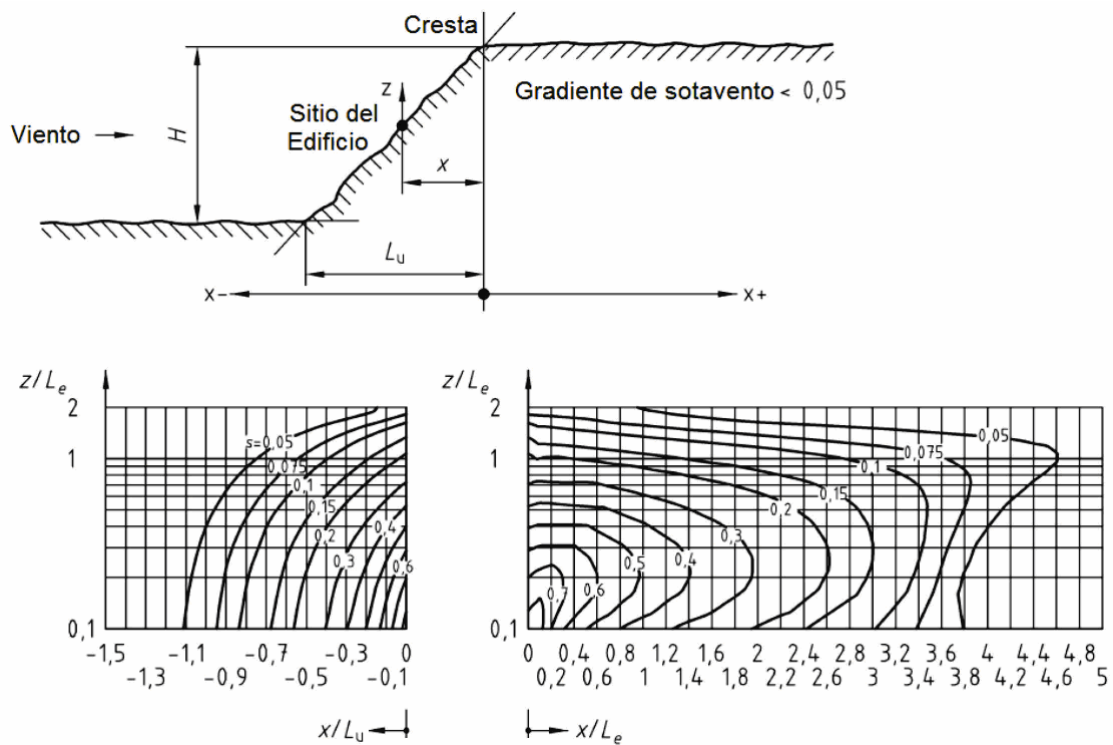 Cresta
Gradiente de sotavento < 0,05
z
Sitio del
Edificio
Viento
H
x
L_u
x-
x+
z/L_e
2
1
0,1
s=0,05
0,075
0,1
0,15
0,2
0,3
0,4
0,6
-1,5 -1,1 -0,7 -0,3 0
-1,3 -0,9 -0,5 -0,1
x/L_u
z/L_e
2
1
0,1
0,05
0,075
0,1
0,15
0,2
0,3
0,4
0,5
0,6
0,7
0 0,4 0,8 1,2 1,6 2 2,4 2,8 3,2 3,6 4 4,4 4,8
0,2 0,6 1 1,4 1,8 2,2 2,6 3 3,4 3,8 4,2 4,6 5
x/L_e